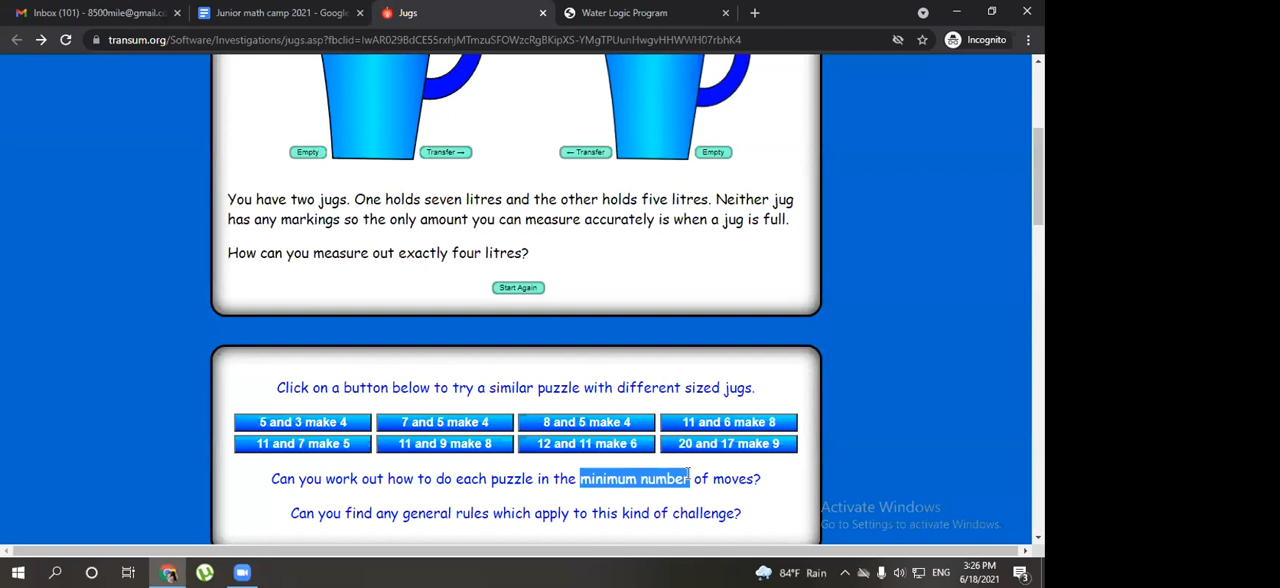 Inbox (101) - 8500mile@gmail.co
Junior math camp 2021 - Google
Jugs
Water Logic Program
transum.org/Software/Investigations/jugs.asp?fbclid=IwAR029BdCE55rxhjMTmzuSFOWzcRgBKipXS-YMgTPUunHwgvHHWWH07rbhK4
Incognito
Empty
Transfer →
← Transfer
Empty
You have two jugs. One holds seven litres and the other holds five litres. Neither jug
has any markings so the only amount you can measure accurately is when a jug is full.
How can you measure out exactly four litres?
Start Again
Click on a button below to try a similar puzzle with different sized jugs.
5 and 3 make 4
7 and 5 make 4
8 and 5 make 4
11 and 6 make 8
11 and 7 make 5
11 and 9 make 8
12 and 11 make 6
20 and 17 make 9
Can you work out how to do each puzzle in the minimum number of moves?
Can you find any general rules which apply to this kind of challenge?
Activate Windows
Go to Settings to activate Windows.
84°F Rain
ENG
3:26 PM
6/18/2021
3